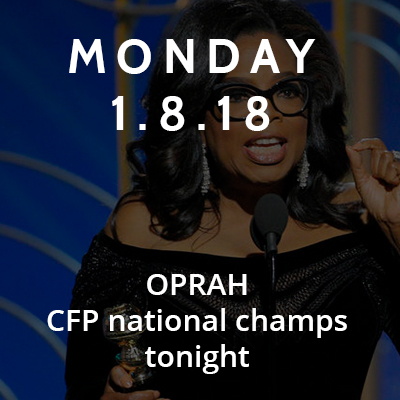 MONDAY
1.8.18
OPRAH
CFP national champs
tonight